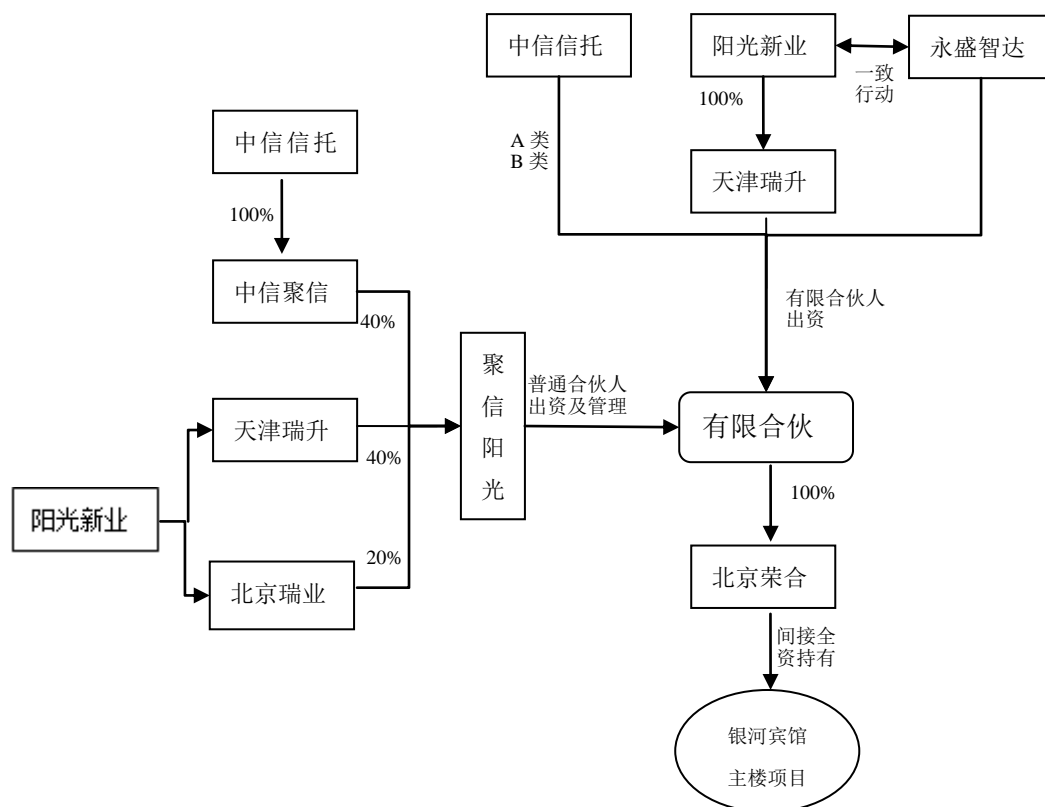 中信信托
阳光新业
永盛智达
一致
行动
100%
A 类
B 类
天津瑞升
中信信托
100%
中信聚信
40%
有限合伙人
出资
聚
信
阳
光
普通合伙人
出资及管理
有限合伙
天津瑞升
40%
阳光新业
100%
20%
北京瑞业
北京荣合
间接全
资持有
银河宾馆
主楼项目